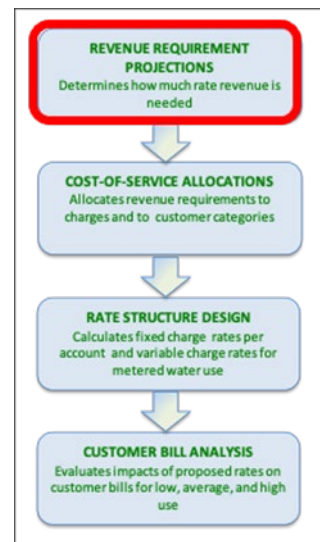 REVENUE REQUIREMENT
PROJECTIONS
Determines how much rate revenue is
needed
COST-OF-SERVICE ALLOCATIONS
Allocates revenue requirements to
charges and to customer categories
RATE STRUCTURE DESIGN
Calculates fixed charge rates per
account and variable charge rates for
metered water use
CUSTOMER BILL ANALYSIS
Evaluates impacts of proposed rates on
customer bills for low, average, and high
use